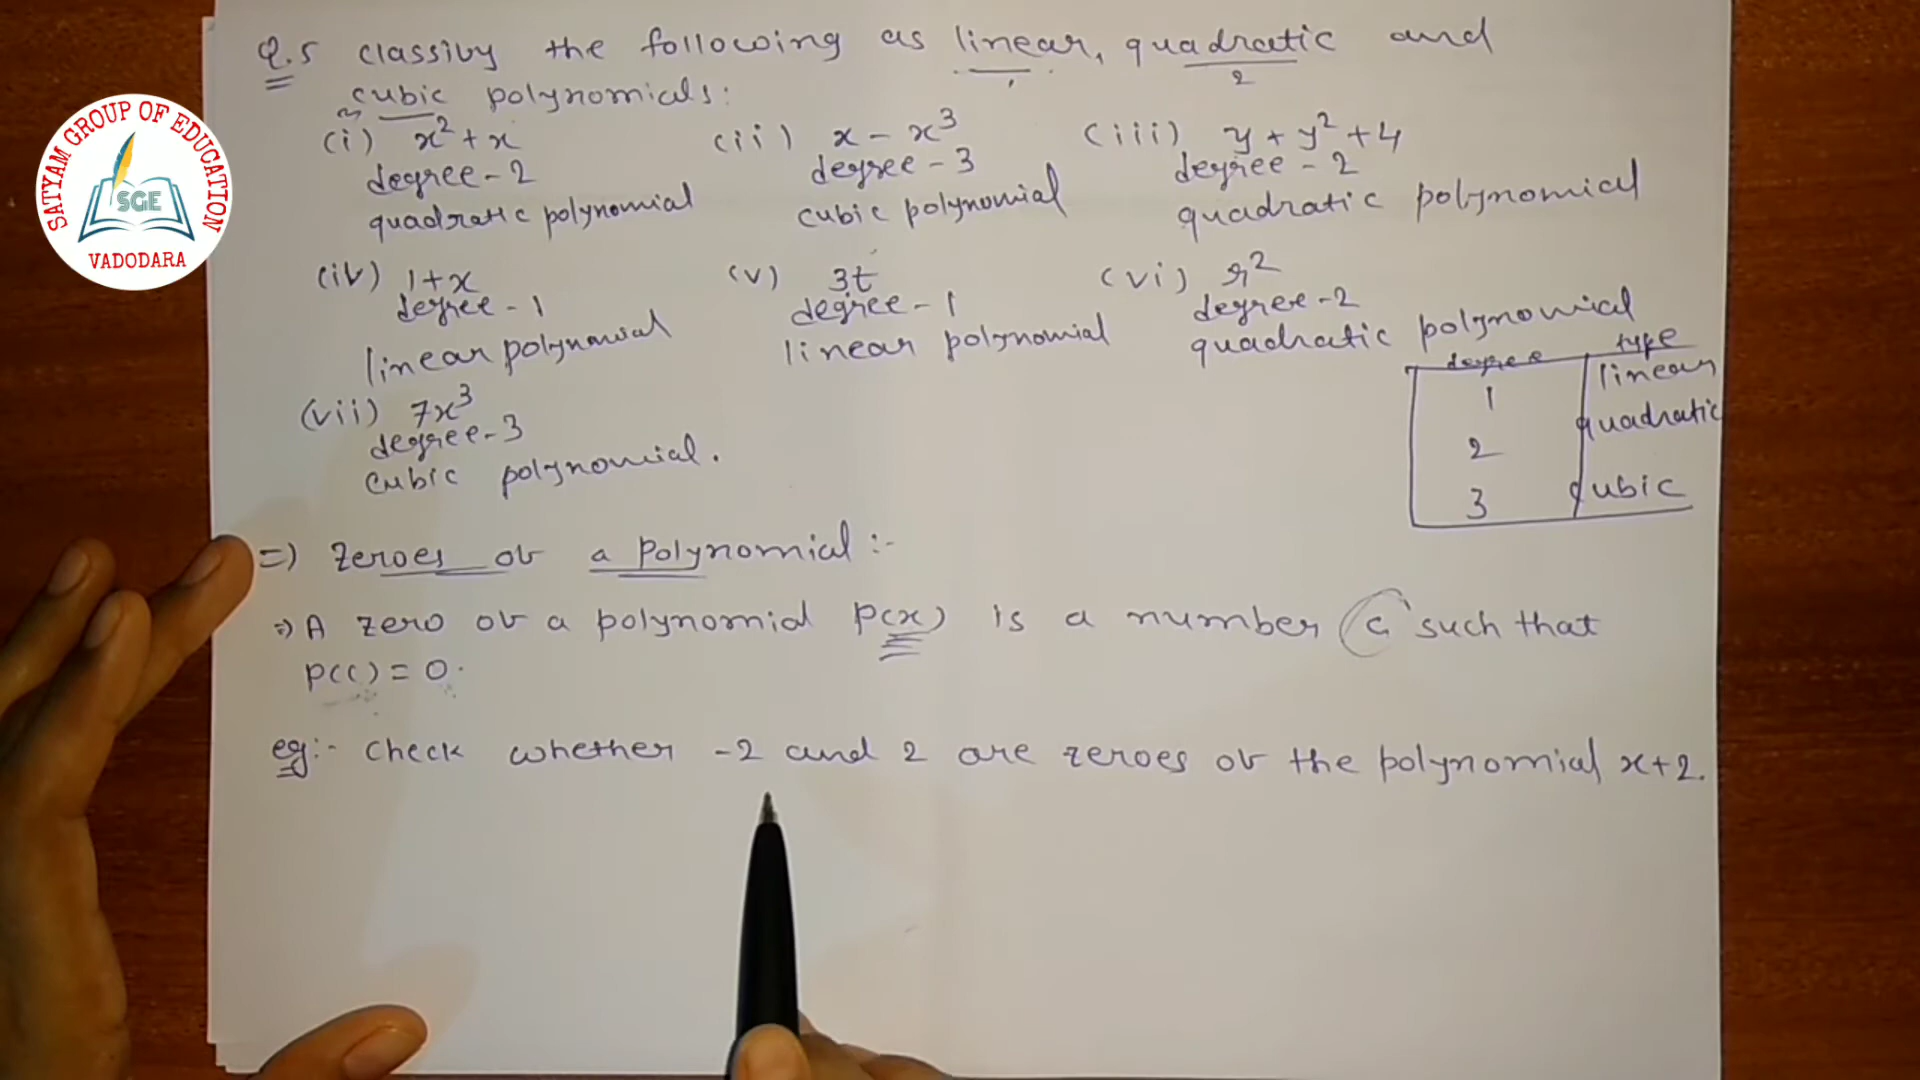 SATYAM GROUP OF EDUCATION
SGE
VADODARA
Q.5 classify the following as linear, quadratic and
1 2
cubic polynomials:
3
(i) x²+x (ii) x - x³ (iii) y + y² +4
degree-2 degree-3 degree-2
quadratic polynomial cubic polynomial quadratic polynomial
(iv) 1+x (v) 3t (vi) r²
degree-1 degree-1 degree-2
linear polynomial linear polynomial quadratic polynomial
(vii) 7x³
degree-3
cubic polynomial.
degree type
1 linear
2 quadratic
3 cubic
=) Zeroes of a Polynomial :-
=) A zero of a polynomial P(x) is a number c such that
P(c) = 0.
eg:- check whether -2 and 2 are zeroes of the polynomial x+2.